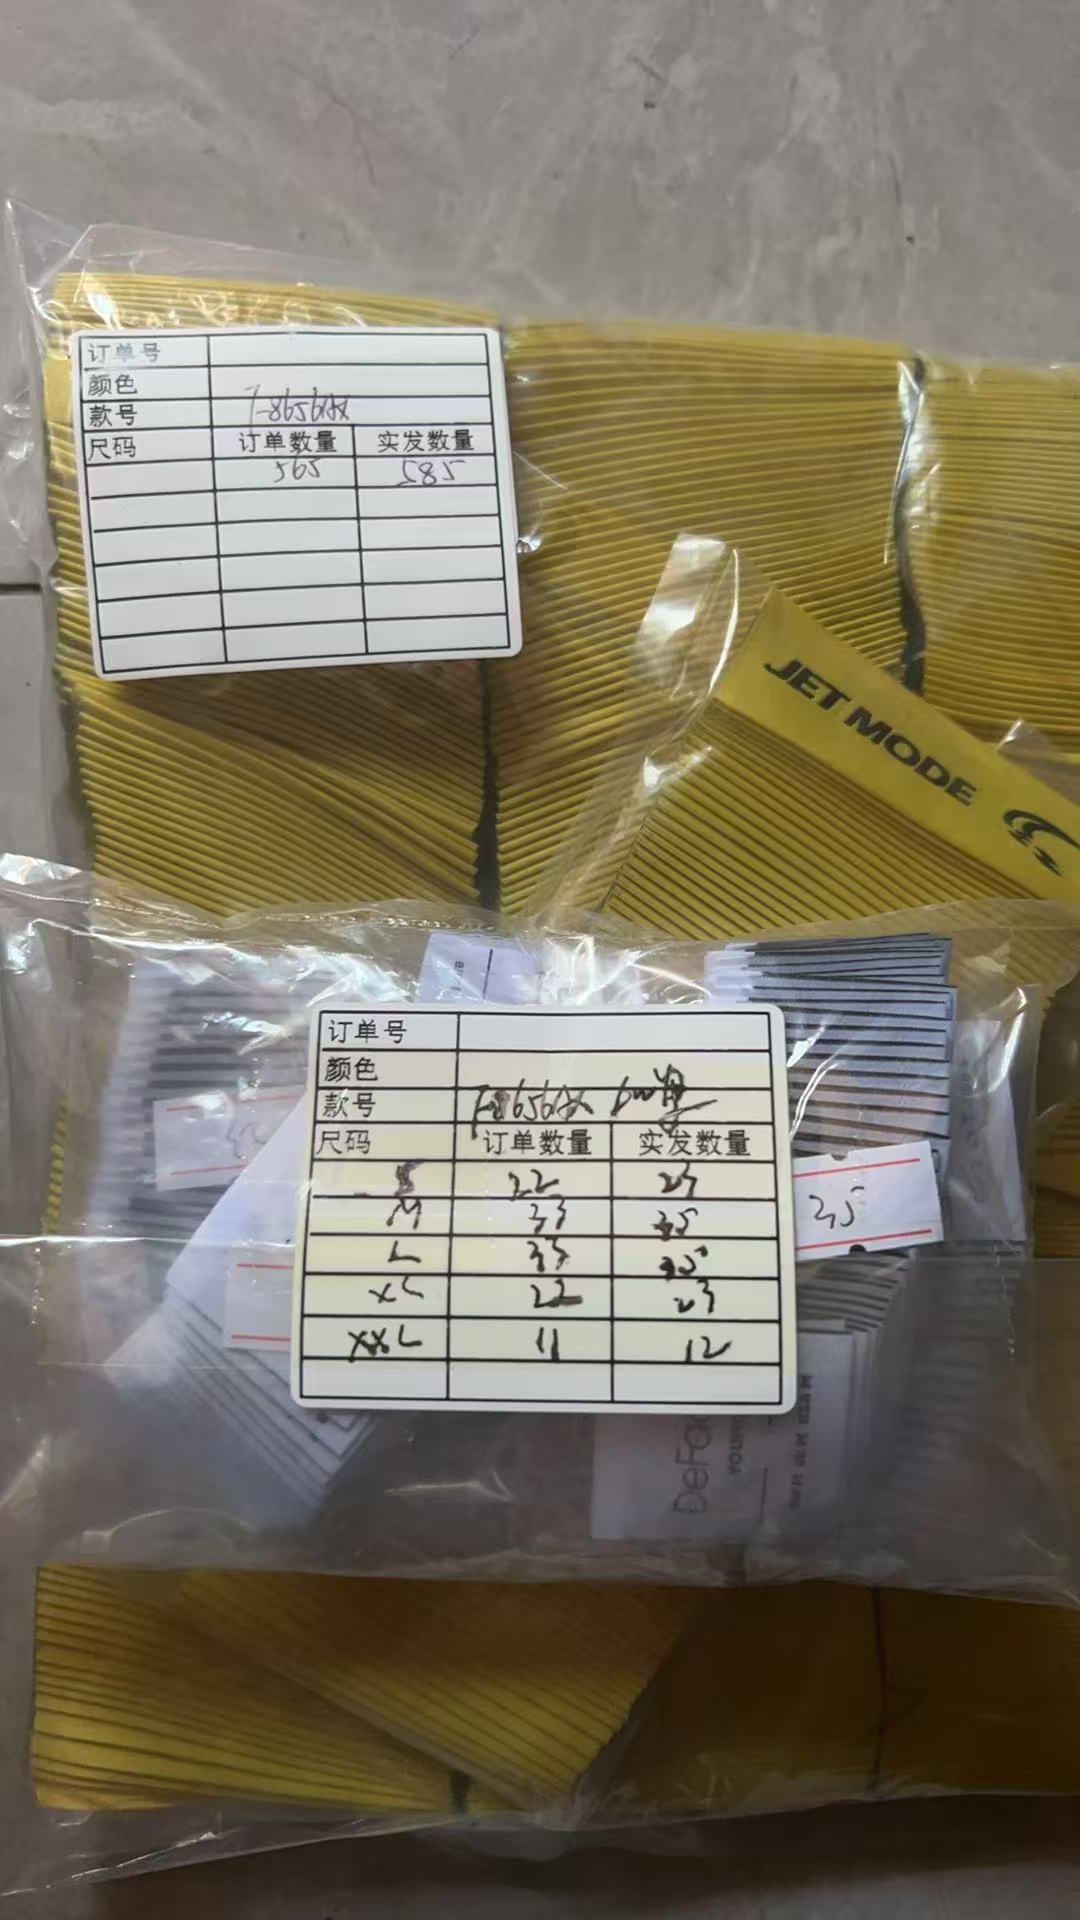 订单号
颜色
款号
尺码 订单数量 实发数量
565 585
JET MODE
订单号
颜色
款号
尺码 订单数量 实发数量
S 22 23
M 33 35
L 33 35
XL 22 23
XXL 11 12
35
DeFac